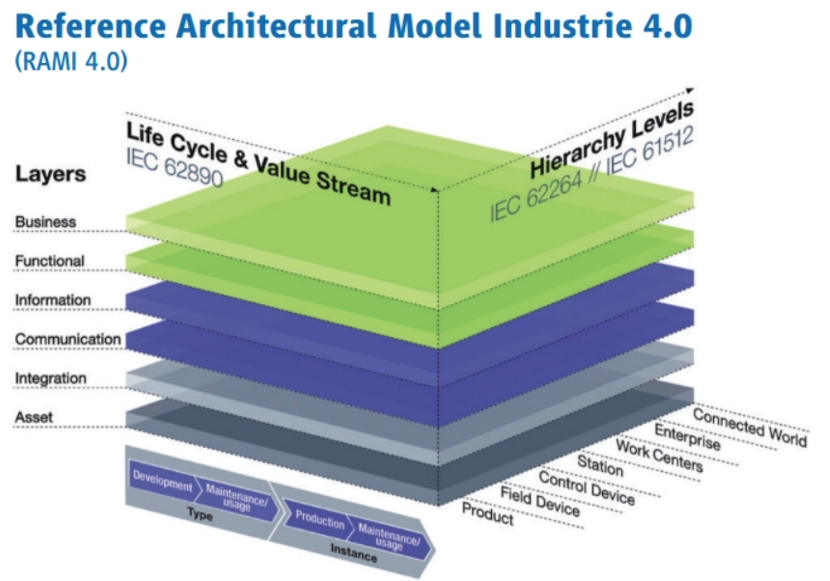 Reference Architectural Model Industrie 4.0
(RAMI 4.0)
Life Cycle & Value Stream
IEC 62890
Hierarchy Levels
IEC 62264 // IEC 61512
Layers
Business
Functional
Information
Communication
Integration
Asset
Connected World
Enterprise
Work Centers
Station
Control Device
Field Device
Product
Development
Maintenance/
usage
Type
Production
Maintenance/
usage
Instance